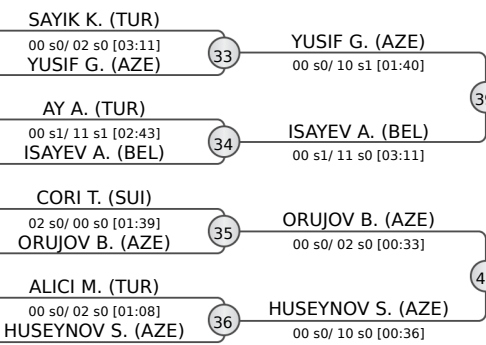 SAYIK K. (TUR)
00 s0/ 02 s0 [03:11]
YUSIF G. (AZE)
33
YUSIF G. (AZE)
00 s0/ 10 s1 [01:40]
AY A. (TUR)
00 s1/ 11 s1 [02:43]
ISAYEV A. (BEL)
34
ISAYEV A. (BEL)
00 s1/ 11 s0 [03:11]
CORI T. (SUI)
02 s0/ 00 s0 [01:39]
ORUJOV B. (AZE)
35
ORUJOV B. (AZE)
00 s0/ 02 s0 [00:33]
ALICI M. (TUR)
00 s0/ 02 s0 [01:08]
HUSEYNOV S. (AZE)
36
HUSEYNOV S. (AZE)
00 s0/ 10 s0 [00:36]